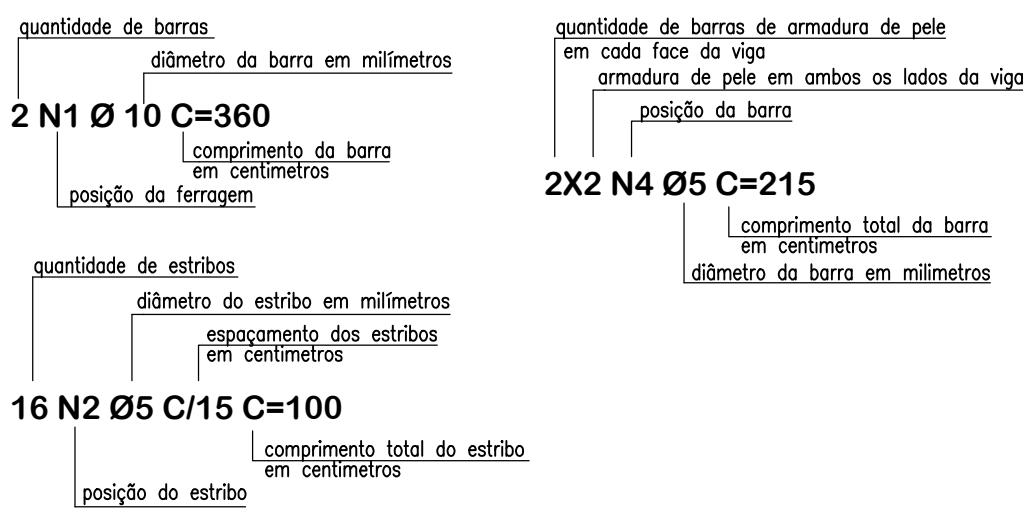 quantidade de barras
diâmetro da barra em milímetros
2 N1 Ø 10 C=360
comprimento da barra
em centimetros
posição da ferragem
quantidade de barras de armadura de pele
em cada face da viga
armadura de pele em ambos os lados da viga
posição da barra
2X2 N4 Ø5 C=215
comprimento total da barra
em centimetros
diâmetro da barra em milimetros
quantidade de estribos
diâmetro do estribo em milímetros
espaçamento dos estribos
em centimetros
16 N2 Ø5 C/15 C=100
comprimento total do estribo
em centimetros
posição do estribo